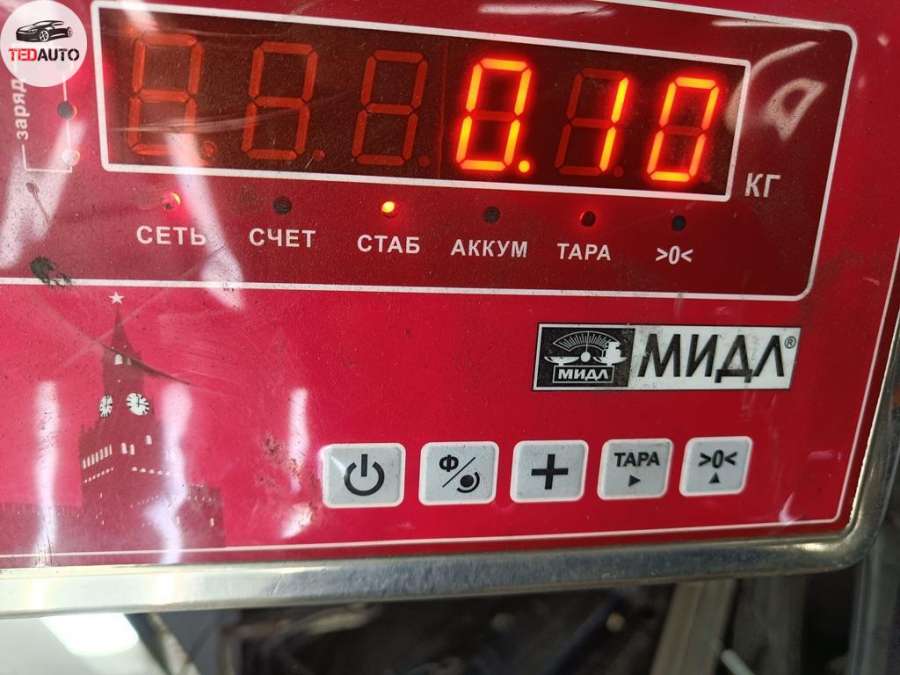 TEDAUTO
заряд
0.10
КГ
СЕТЬ СЧЕТ СТАБ АККУМ ТАРА >0<
МИДЛ МИДЛ®
Ф ТАРА >0<